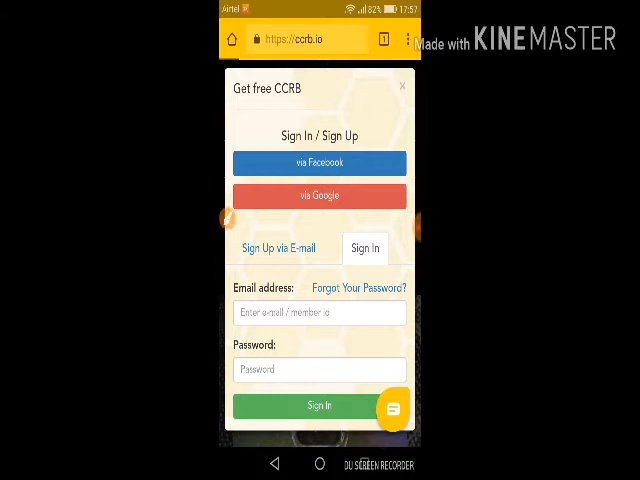 Airtel 82% 17:57
https://ccrb.io 1
Made with KINEMASTER
Get free CCRB ×
Sign In / Sign Up
via Facebook
via Google
Sign Up via E-mail Sign In
Email address: Forgot Your Password?
Enter e-mail / member id
Password:
Password
Sign In
DU SCREEN RECORDER